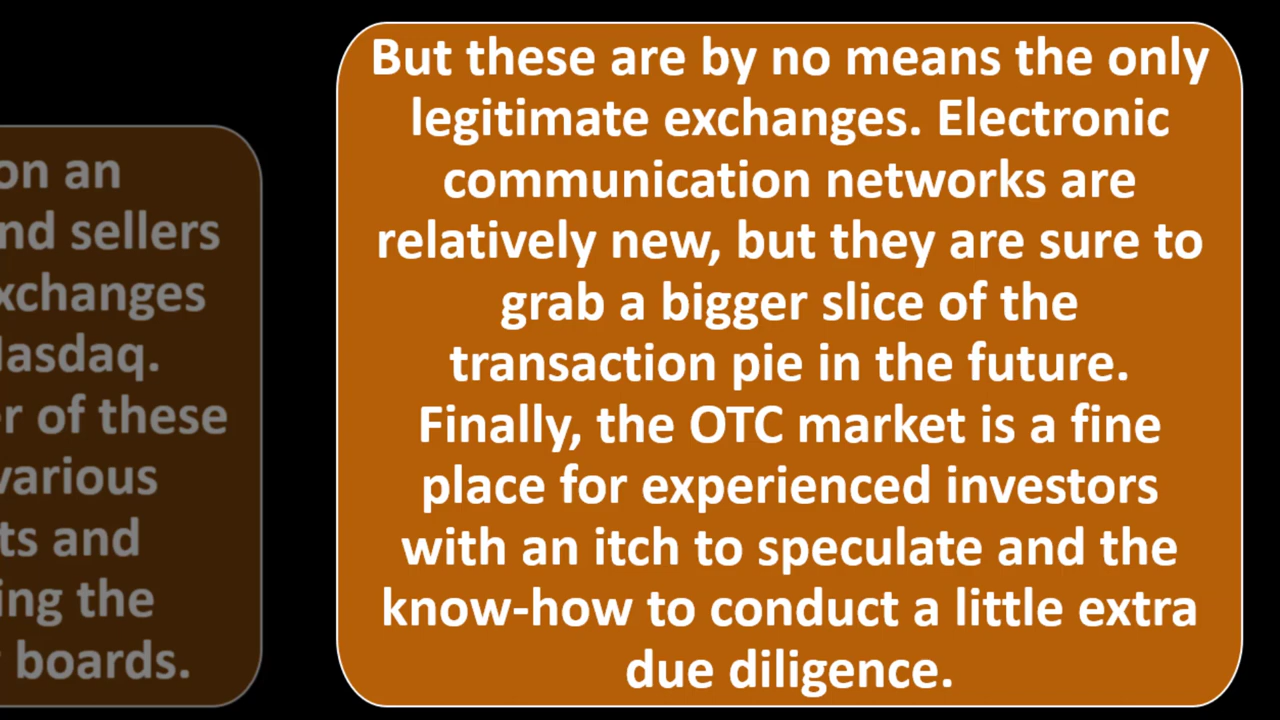 on an
nd sellers
xchanges
asdaq.
r of these
various
ts and
ing the
boards.
But these are by no means the only
legitimate exchanges. Electronic
communication networks are
relatively new, but they are sure to
grab a bigger slice of the
transaction pie in the future.
Finally, the OTC market is a fine
place for experienced investors
with an itch to speculate and the
know-how to conduct a little extra
due diligence.